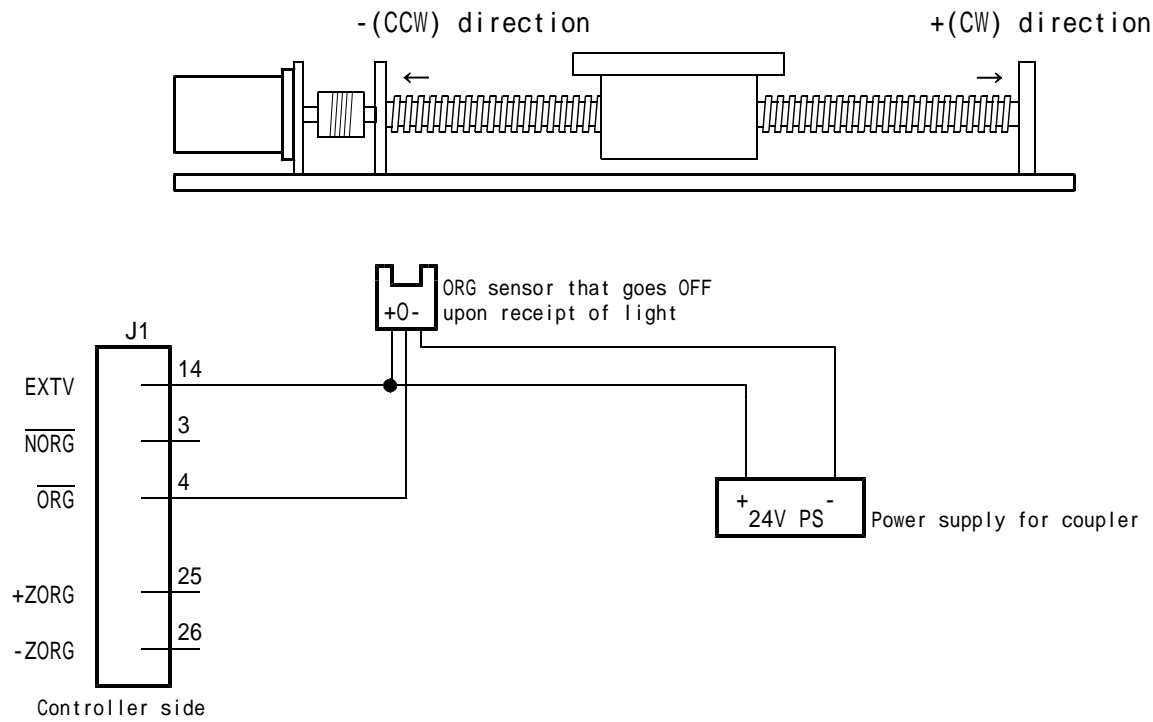 -(CCW) direction
+(CW) direction
ORG sensor that goes OFF
upon receipt of light
+O-
J1
EXTV
14
NORG
3
ORG
4
+ -
24V PS
Power supply for coupler
+ZORG
25
-ZORG
26
Controller side